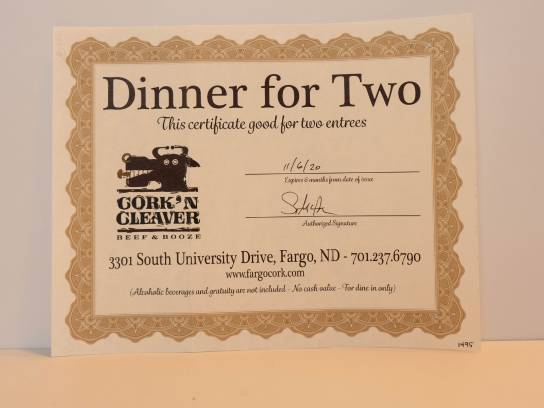 Dinner for Two
This certificate good for two entrees
11/6/20
Expires 6 months from date of issue
CORK'N
CLEAVER
BEEF & BOOZE
Authorized Signature
3301 South University Drive, Fargo, ND - 701.237.6790
www.fargocork.com
(Alcoholic beverages and gratuity are not included - No cash value - For dine in only)
1495